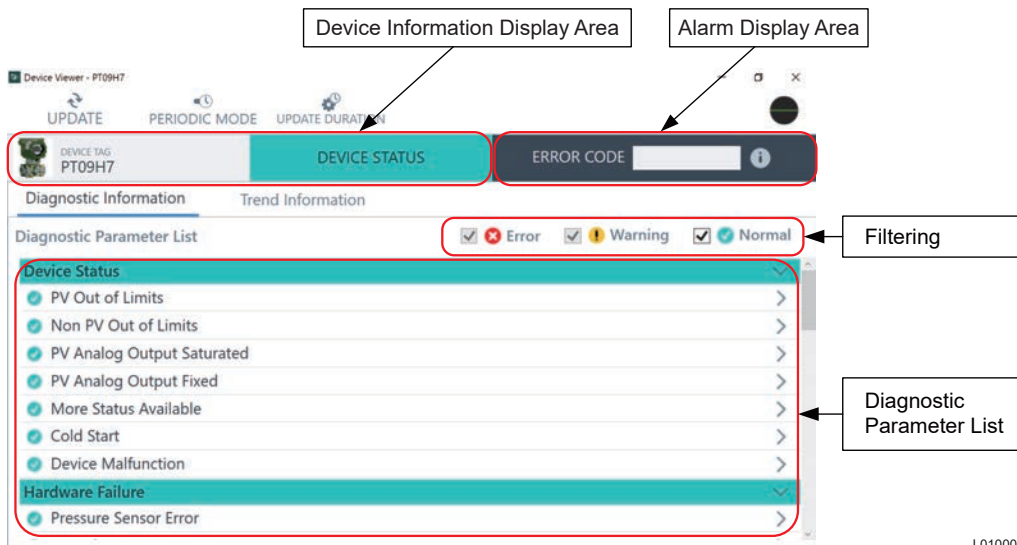 Device Information Display Area
Alarm Display Area
Device Viewer - PT09H7
UPDATE
PERIODIC MODE
UPDATE DURATION
DEVICE TAG
PT09H7
DEVICE STATUS
ERROR CODE
Diagnostic Information
Trend Information
Diagnostic Parameter List
Error
Warning
Normal
Filtering
Device Status
PV Out of Limits
Non PV Out of Limits
PV Analog Output Saturated
PV Analog Output Fixed
More Status Available
Cold Start
Device Malfunction
Diagnostic
Parameter List
Hardware Failure
Pressure Sensor Error